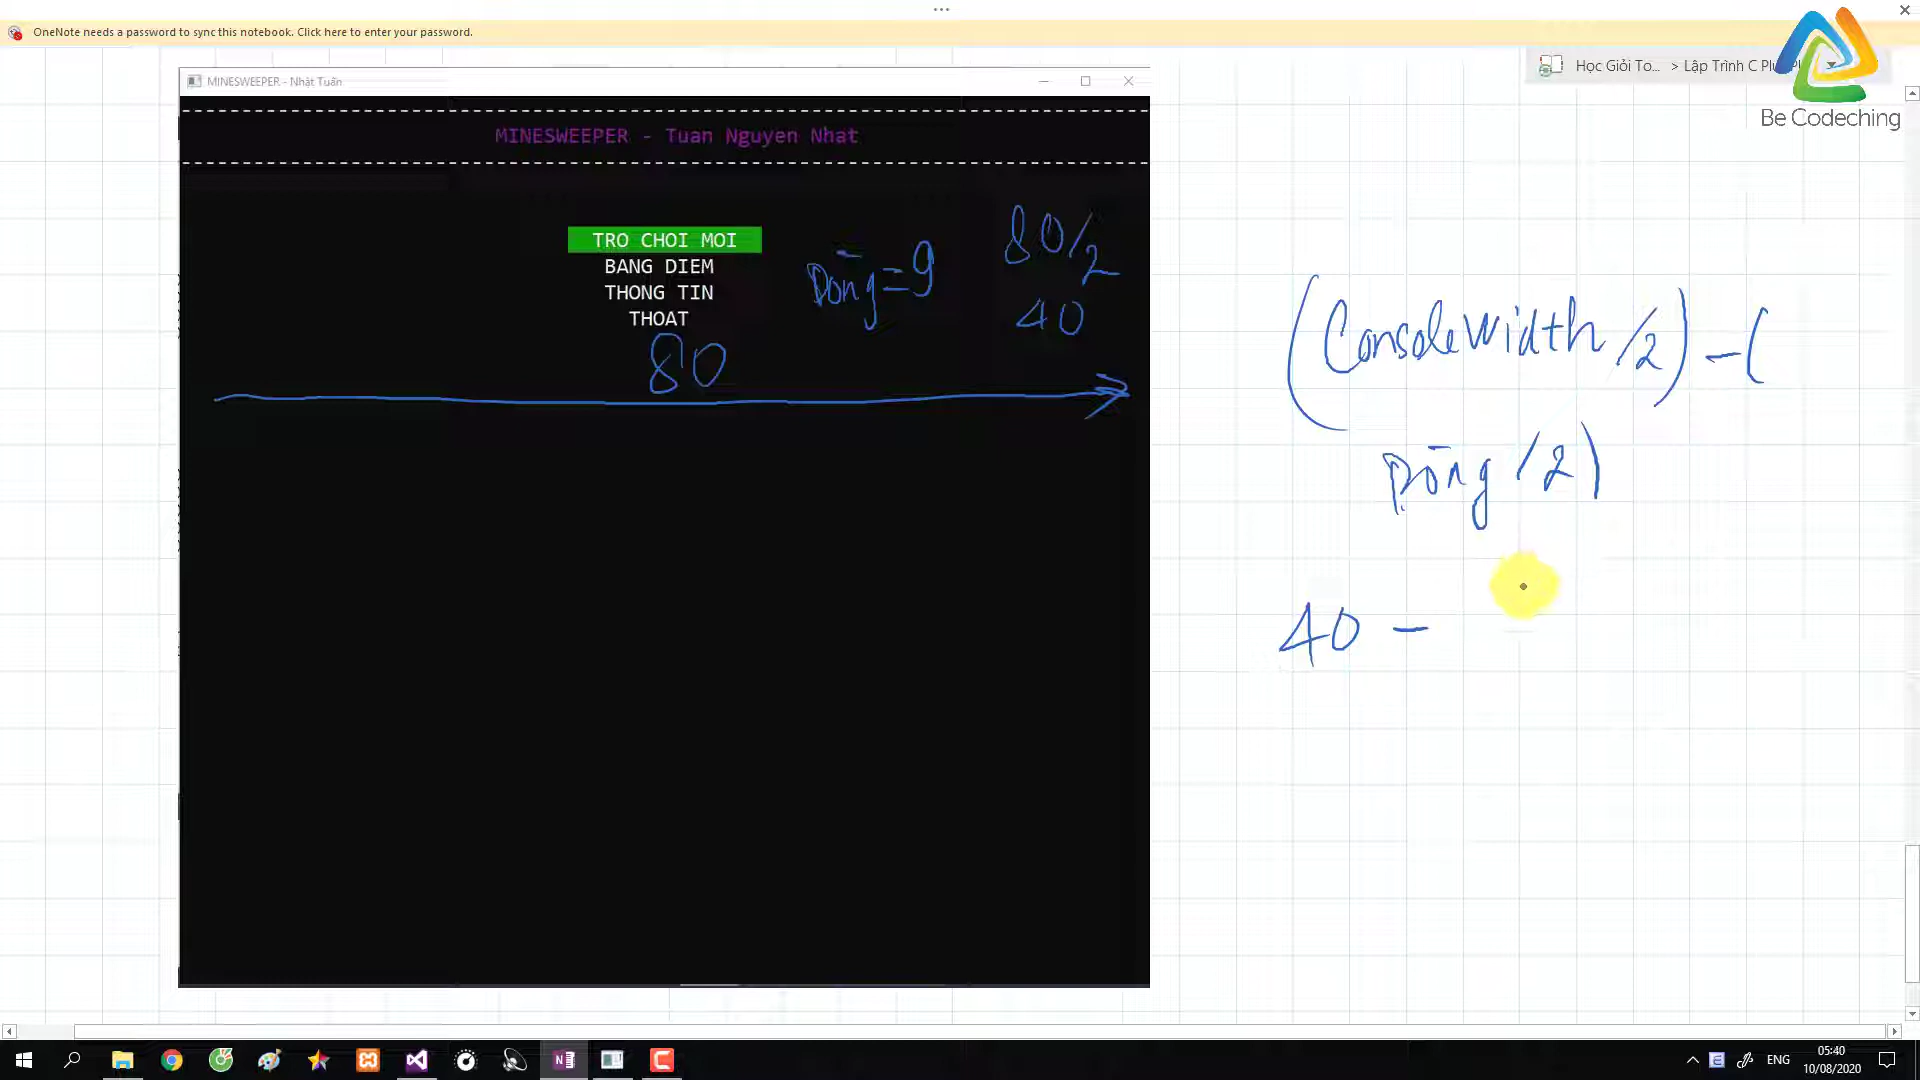 OneNote needs a password to sync this notebook. Click here to enter your password.
Học Giỏi To... > Lập Trình C Plu
Be Codeching
MINESWEEPER - Nhật Tuấn
MINESWEEPER - Tuan Nguyen Nhat
TRO CHOI MOI
BANG DIEM
THONG TIN
THOAT
Dòng = 9
80/2
40
80
(ConsoleWidth/2) - (
Dòng /2)
40 -
ENG
05:40
10/08/2020